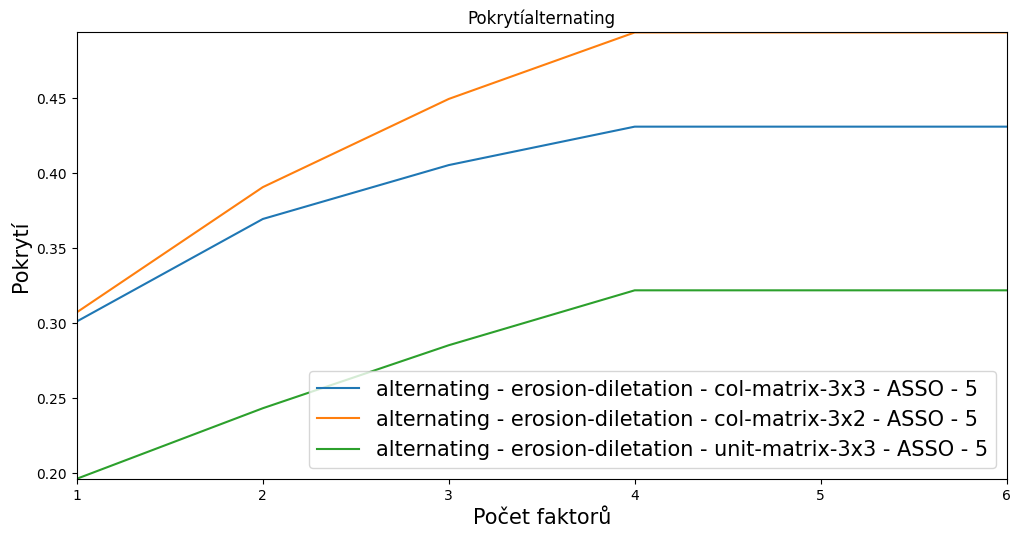 Pokrytíalternating
Pokrytí
0.45
0.40
0.35
0.30
0.25
0.20
alternating - erosion-diletation - col-matrix-3x3 - ASSO - 5
alternating - erosion-diletation - col-matrix-3x2 - ASSO - 5
alternating - erosion-diletation - unit-matrix-3x3 - ASSO - 5
1 2 3 4 5 6
Počet faktorů